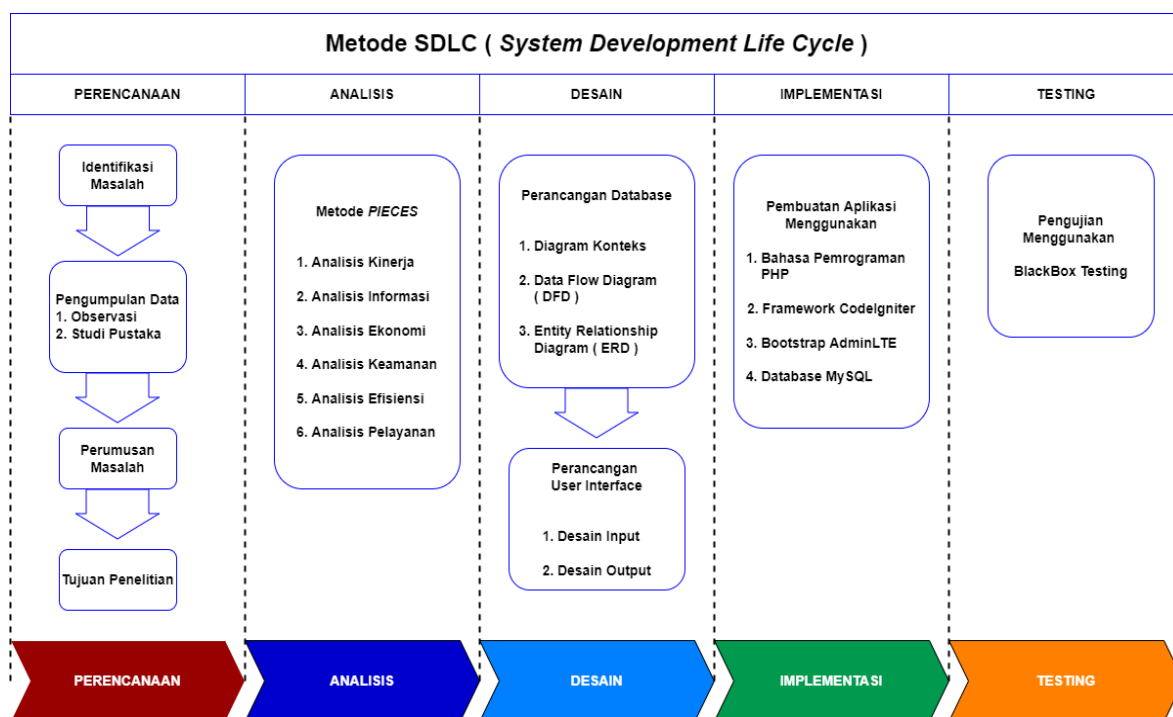 Metode SDLC ( System Development Life Cycle )
PERENCANAAN
ANALISIS
DESAIN
IMPLEMENTASI
TESTING
Identifikasi
Masalah
Pengumpulan Data
1. Observasi
2. Studi Pustaka
Perumusan
Masalah
Tujuan Penelitian
Metode PIECES
1. Analisis Kinerja
2. Analisis Informasi
3. Analisis Ekonomi
4. Analisis Keamanan
5. Analisis Efisiensi
6. Analisis Pelayanan
Perancangan Database
1. Diagram Konteks
2. Data Flow Diagram
( DFD )
3. Entity Relationship
Diagram ( ERD )
Perancangan
User Interface
1. Desain Input
2. Desain Output
Pembuatan Aplikasi
Menggunakan
1. Bahasa Pemrograman
PHP
2. Framework CodeIgniter
3. Bootstrap AdminLTE
4. Database MySQL
Pengujian
Menggunakan
BlackBox Testing
PERENCANAAN
ANALISIS
DESAIN
IMPLEMENTASI
TESTING